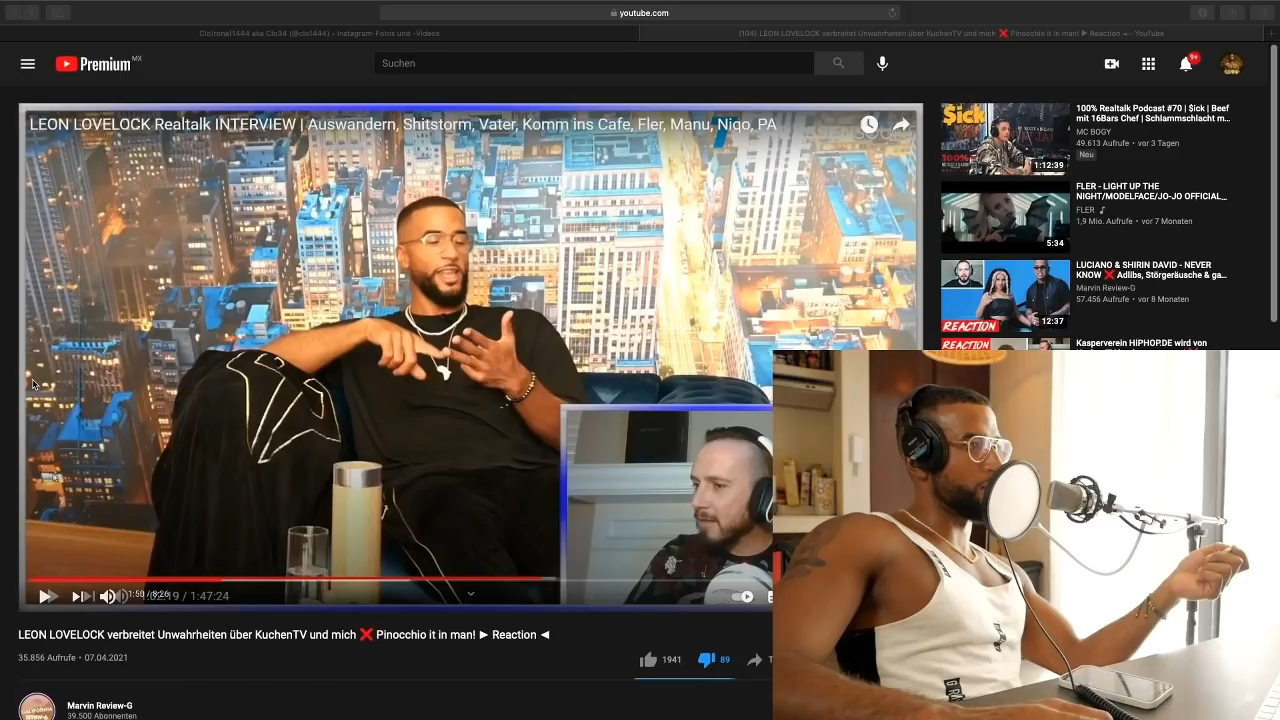 youtube.com
Clo(rona)1444 aka Clo34 (@clo1444) • Instagram-Fotos und -Videos
(104) LEON LOVELOCK verbreitet Unwahrheiten über KuchenTV und mich ❌ Pinocchio it in man! ► Reaction ◄ - YouTube
Premium MX
Suchen
9+
LEON LOVELOCK Realtalk INTERVIEW | Auswandern, Shitstorm, Vater, Komm ins Cafe, Fler, Manu, Niqo, PA
1:50 / 8:26
/ 1:47:24
LEON LOVELOCK verbreitet Unwahrheiten über KuchenTV und mich ❌ Pinocchio it in man! ► Reaction ◄
35.856 Aufrufe • 07.04.2021
1941
89
T
Marvin Review-G
39.500 Abonnenten
$ick
1:12:39
100% Realtalk Podcast #70 | $ick | Beef
mit 16Bars Chef | Schlammschlacht m...
MC BOGY
49.613 Aufrufe • vor 3 Tagen
Neu
5:34
FLER - LIGHT UP THE
NIGHT/MODELFACE/JO-JO OFFICIAL...
FLER
1,9 Mio. Aufrufe • vor 7 Monaten
REACTION
12:37
LUCIANO & SHIRIN DAVID - NEVER
KNOW ❌ Adlibs, Störgeräusche & ga...
Marvin Review-G
57.456 Aufrufe • vor 8 Monaten
REACTION
Kasperverein HIPHOP.DE wird von